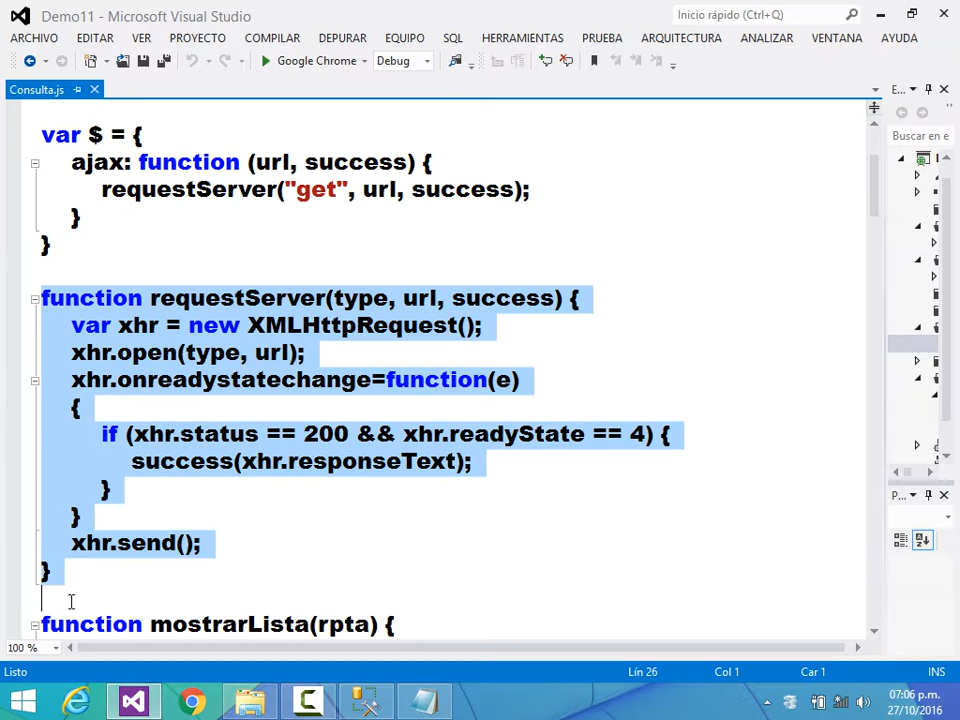 Demo11 - Microsoft Visual Studio
Inicio rápido (Ctrl+Q)
ARCHIVO EDITAR VER PROYECTO COMPILAR DEPURAR EQUIPO SQL HERRAMIENTAS PRUEBA ARQUITECTURA ANALIZAR VENTANA AYUDA
Google Chrome Debug
Consulta.js
E...
Buscar en e
var $ = {
ajax: function (url, success) {
requestServer("get", url, success);
}
}
function requestServer(type, url, success) {
var xhr = new XMLHttpRequest();
xhr.open(type, url);
xhr.onreadystatechange=function(e)
{
if (xhr.status == 200 && xhr.readyState == 4) {
success(xhr.responseText);
}
}
xhr.send();
}
function mostrarLista(rpta) {
P...
100 %
Listo Lín 26 Col 1 Car 1 INS
07:06 p.m.
27/10/2016